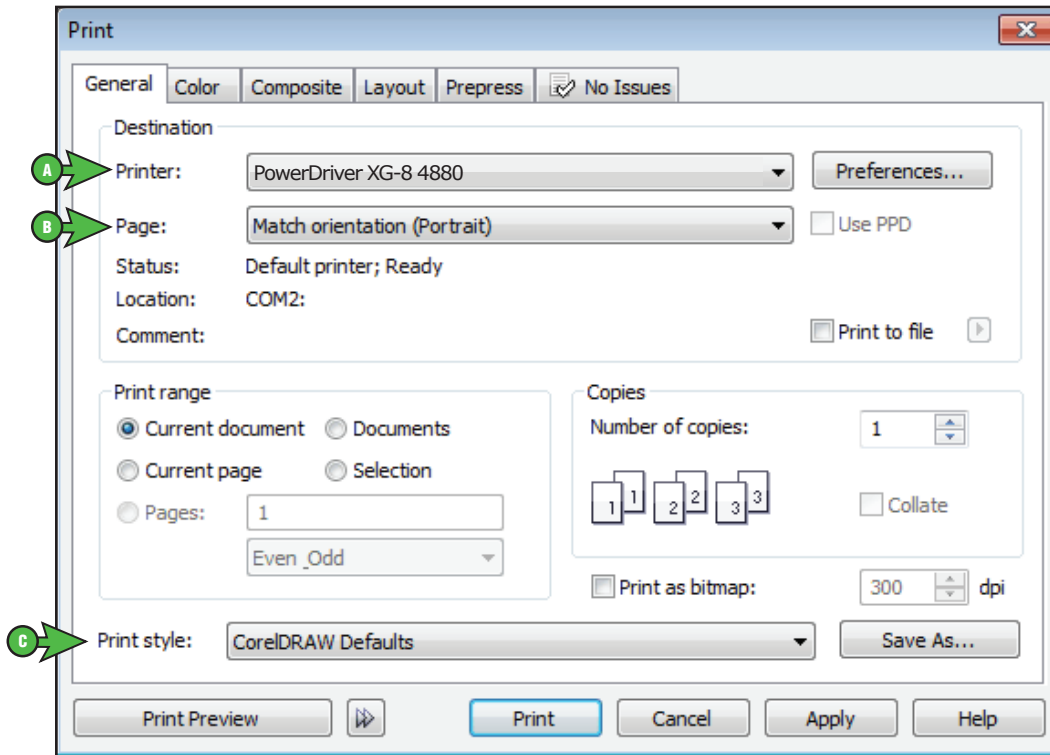 Print
General Color Composite Layout Prepress No Issues
Destination
A Printer: PowerDriver XG-8 4880 Preferences...
B Page: Match orientation (Portrait) Use PPD
Status: Default printer; Ready
Location: COM2:
Comment: Print to file
Print range
Current document Documents
Current page Selection
Pages: 1
Even _Odd
Copies
Number of copies: 1
1 1 2 2 3 3
Collate
Print as bitmap: 300 dpi
C Print style: CorelDRAW Defaults Save As...
Print Preview Print Cancel Apply Help